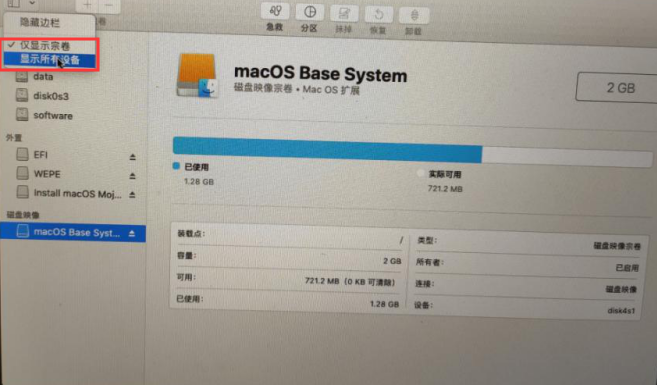 隐藏边栏
仅显示宗卷
显示所有设备
data
disk0s3
software
外置
EFI
WEPE
Install macOS Moj...
磁盘映像
macOS Base Syst...
急救
分区
抹掉
恢复
卸载
macOS Base System
磁盘映像宗卷 • Mac OS 扩展
2 GB
已使用
1.28 GB
实际可用
721.2 MB
装载点: /
容量: 2 GB
可用: 721.2 MB (0 KB 可清除)
已使用: 1.28 GB
类型: 磁盘映像宗卷
所有者: 已启用
连接: 磁盘映像
设备: disk4s1